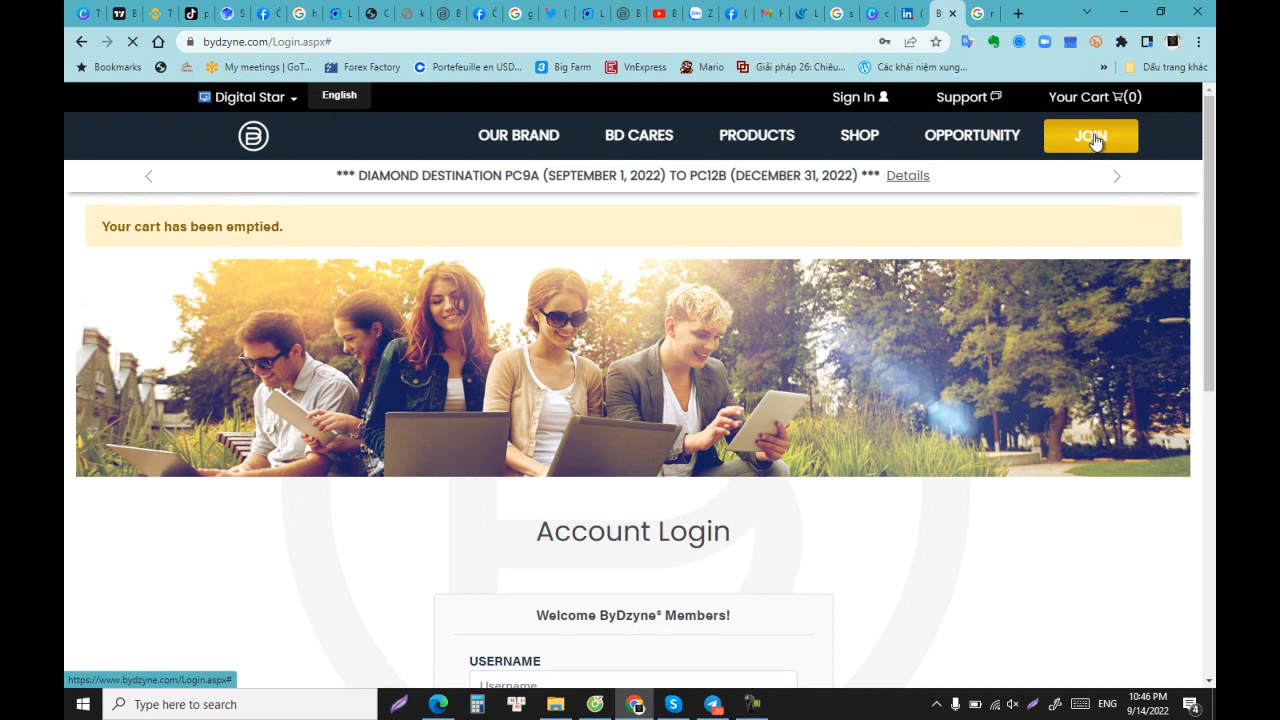 T
B
T
p
S
C
G h
L
C
k
B
C
G g
(
L
B
B
Z
(
H
L
G s
c
(
B
G r
bydzyne.com/Login.aspx#
Bookmarks
My meetings | GoT...
Forex Factory
Portefeuille en USD...
Big Farm
VnExpress
Mario
Giải pháp 26: Chiêu...
Các khái niệm xung...
»
Dấu trang khác
Digital Star
English
Sign In
Support
Your Cart (0)
OUR BRAND
BD CARES
PRODUCTS
SHOP
OPPORTUNITY
JOIN
*** DIAMOND DESTINATION PC9A (SEPTEMBER 1, 2022) TO PC12B (DECEMBER 31, 2022) *** Details
Your cart has been emptied.
Account Login
Welcome ByDzyne® Members!
USERNAME
Username
https://www.bydzyne.com/Login.aspx#
Type here to search
ENG
10:46 PM
9/14/2022
4